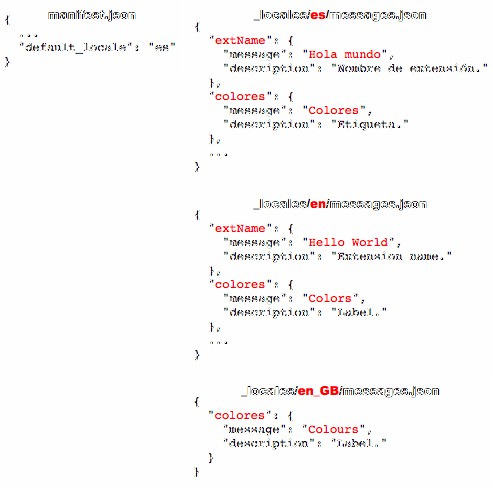 manifest.json
{
...
"default_locale": "es"
}
_locales/es/messages.json
{
"extName": {
"message": "Hola mundo",
"description": "Nombre de extensión."
},
"colores": {
"message": "Colores",
"description": "Etiqueta."
},
...
}
_locales/en/messages.json
{
"extName": {
"message": "Hello World",
"description": "Extension name."
},
"colores": {
"message": "Colors",
"description": "Label."
},
...
}
_locales/en_GB/messages.json
{
"colores": {
"message": "Colours",
"description": "Label."
}
}